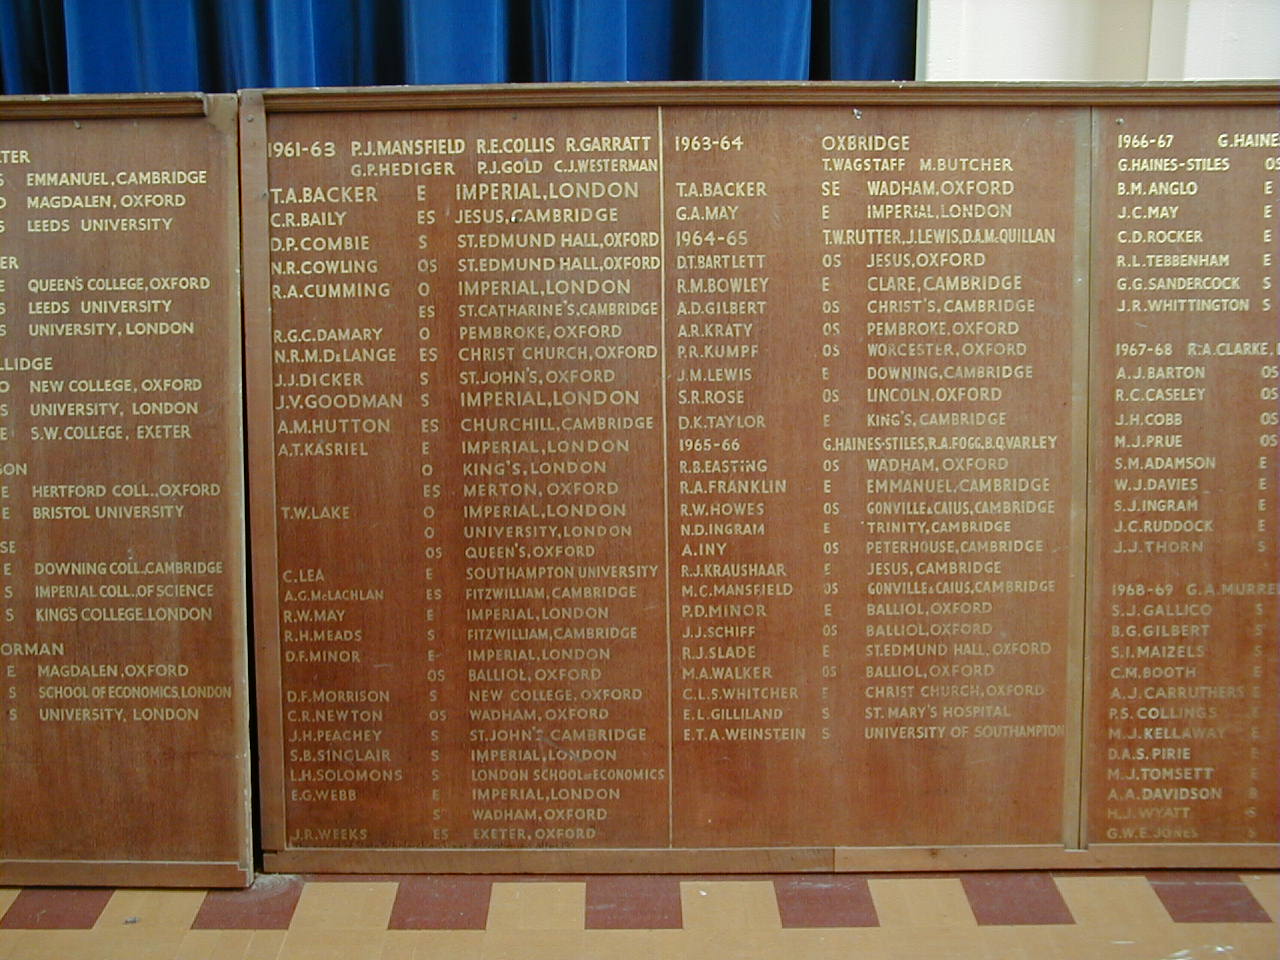 TER
EMMANUEL, CAMBRIDGE
MAGDALEN, OXFORD
S LEEDS UNIVERSITY
ER
E QUEEN'S COLLEGE, OXFORD
S LEEDS UNIVERSITY
S UNIVERSITY, LONDON
LLIDGE
O NEW COLLEGE, OXFORD
S UNIVERSITY, LONDON
E S.W. COLLEGE, EXETER
SON
E HERTFORD COLL., OXFORD
E BRISTOL UNIVERSITY
SE
E DOWNING COLL. CAMBRIDGE
S IMPERIAL COLL. OF SCIENCE
S KING'S COLLEGE LONDON
ORMAN
E MAGDALEN, OXFORD
S SCHOOL OF ECONOMICS, LONDON
S UNIVERSITY, LONDON
1961-63 P.J. MANSFIELD R.E. COLLIS R. GARRATT
G.P. HEDIGER P.J. GOLD C.J. WESTERMAN
T.A. BACKER E IMPERIAL, LONDON
C.R. BAILY ES JESUS, CAMBRIDGE
D.P. COMBIE S ST. EDMUND HALL, OXFORD
N.R. COWLING OS ST. EDMUND HALL, OXFORD
R.A. CUMMING O IMPERIAL, LONDON
ES ST. CATHARINE'S, CAMBRIDGE
R.G.C. DAMARY O PEMBROKE, OXFORD
N.R.M. DE LANGE ES CHRIST CHURCH, OXFORD
J.J. DICKER S ST. JOHN'S, OXFORD
J.V. GOODMAN S IMPERIAL, LONDON
A.M. HUTTON ES CHURCHILL, CAMBRIDGE
A.T. KASRIEL E IMPERIAL, LONDON
O KING'S, LONDON
ES MERTON, OXFORD
T.W. LAKE O IMPERIAL, LONDON
O UNIVERSITY, LONDON
OS QUEEN'S, OXFORD
C. LEA E SOUTHAMPTON UNIVERSITY
A.G. McLACHLAN ES FITZWILLIAM, CAMBRIDGE
R.W. MAY E IMPERIAL, LONDON
R.H. MEADS S FITZWILLIAM, CAMBRIDGE
D.F. MINOR E IMPERIAL, LONDON
OS BALLIOL, OXFORD
D.F. MORRISON S NEW COLLEGE, OXFORD
C.R. NEWTON OS WADHAM, OXFORD
J.H. PEACHEY S ST. JOHN'S CAMBRIDGE
S.B. SINCLAIR S IMPERIAL, LONDON
L.H. SOLOMONS S LONDON SCHOOL OF ECONOMICS
E.G. WEBB E IMPERIAL, LONDON
S WADHAM, OXFORD
J.R. WEEKS ES EXETER, OXFORD
1963-64 OXBRIDGE
T. WAGSTAFF M. BUTCHER
T.A. BACKER SE WADHAM, OXFORD
G.A. MAY E IMPERIAL, LONDON
1964-65 T.W. RUTTER, J. LEWIS, D.A. McQUILLAN
D.T. BARTLETT OS JESUS, OXFORD
R.M. BOWLEY E CLARE, CAMBRIDGE
A.D. GILBERT OS CHRIST'S, CAMBRIDGE
A.R. KRATY OS PEMBROKE, OXFORD
P.R. KUMPF OS WORCESTER, OXFORD
J.M. LEWIS E DOWNING, CAMBRIDGE
S.R. ROSE OS LINCOLN, OXFORD
D.K. TAYLOR E KING'S, CAMBRIDGE
1965-66 G. HAINES-STILES, R.A. FOGG, B.Q. VARLEY
R.B. EASTING OS WADHAM, OXFORD
R.A. FRANKLIN E EMMANUEL, CAMBRIDGE
R.W. HOWES OS GONVILLE & CAIUS, CAMBRIDGE
N.D. INGRAM E TRINITY, CAMBRIDGE
A. INY OS PETERHOUSE, CAMBRIDGE
R.J. KRAUSHAAR E JESUS, CAMBRIDGE
M.C. MANSFIELD OS GONVILLE & CAIUS, CAMBRIDGE
P.D. MINOR E BALLIOL, OXFORD
J.J. SCHIFF OS BALLIOL, OXFORD
R.J. SLADE E ST. EDMUND HALL, OXFORD
M.A. WALKER OS BALLIOL, OXFORD
C.L.S. WHITCHER E CHRIST CHURCH, OXFORD
E.L. GILLILAND S ST. MARY'S HOSPITAL
E.T.A. WEINSTEIN S UNIVERSITY OF SOUTHAMPTON
1966-67 G. HAINE
G. HAINES-STILES OS
B.M. ANGLO E
J.C. MAY E
C.D. ROCKER E
R.L. TEBBENHAM E
G.G. SANDERCOCK S
J.R. WHITTINGTON S
1967-68 R.A. CLARKE,
A.J. BARTON OS
R.C. CASELEY OS
J.H. COBB OS
M.J. PRUE OS
S.M. ADAMSON E
W.J. DAVIES E
S.J. INGRAM E
J.C. RUDDOCK E
J.J. THORN S
1968-69 G.A. MURRE
S.J. GALLICO S
B.G. GILBERT S
S.I. MAIZELS S
C.M. BOOTH E
A.J. CARRUTHERS E
P.S. COLLINGS E
M.J. KELLAWAY E
D.A.S. PIRIE E
M.J. TOMSETT E
A.A. DAVIDSON
H.J. WYATT S
G.W.E. JONES S